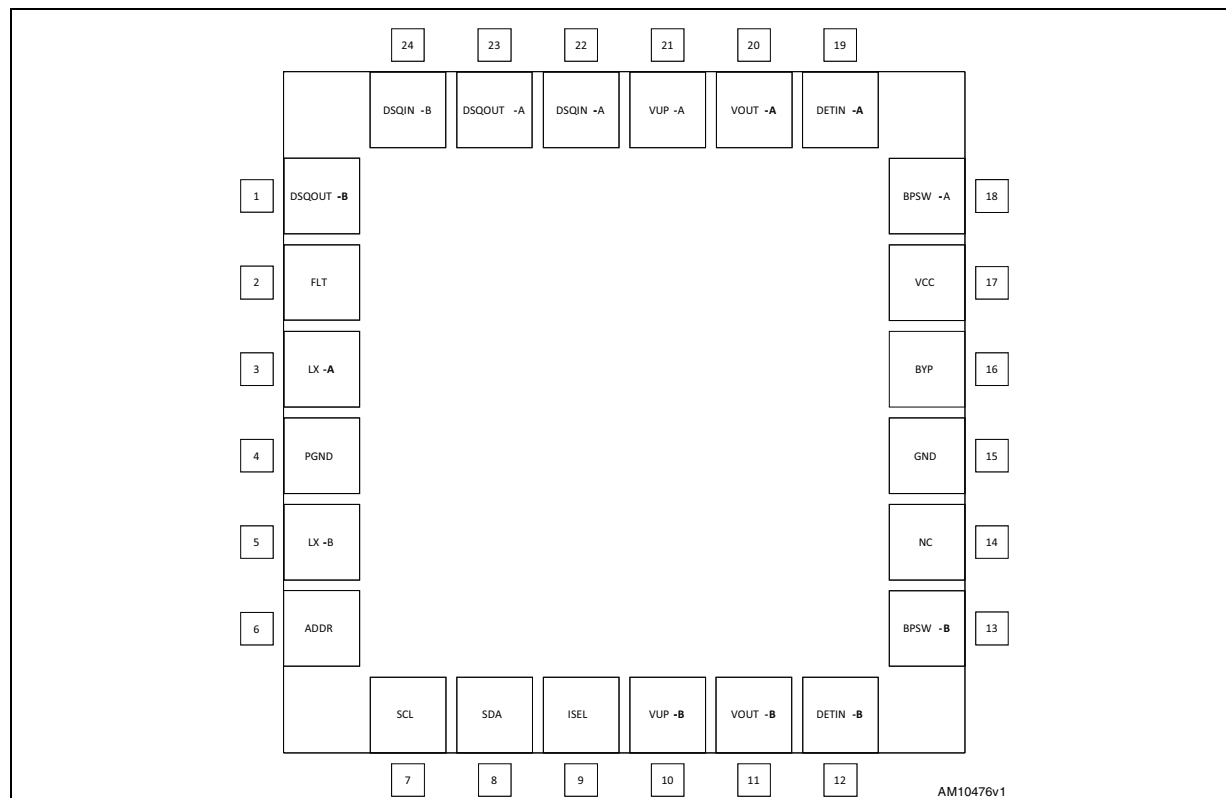 24 23 22 21 20 19
DSQIN -B DSQOUT -A DSQIN -A VUP -A VOUT -A DETIN -A
1 DSQOUT -B BPSW -A 18
2 FLT VCC 17
3 LX -A BYP 16
4 PGND GND 15
5 LX -B NC 14
6 ADDR BPSW -B 13
SCL SDA ISEL VUP -B VOUT -B DETIN -B
7 8 9 10 11 12
AM10476v1